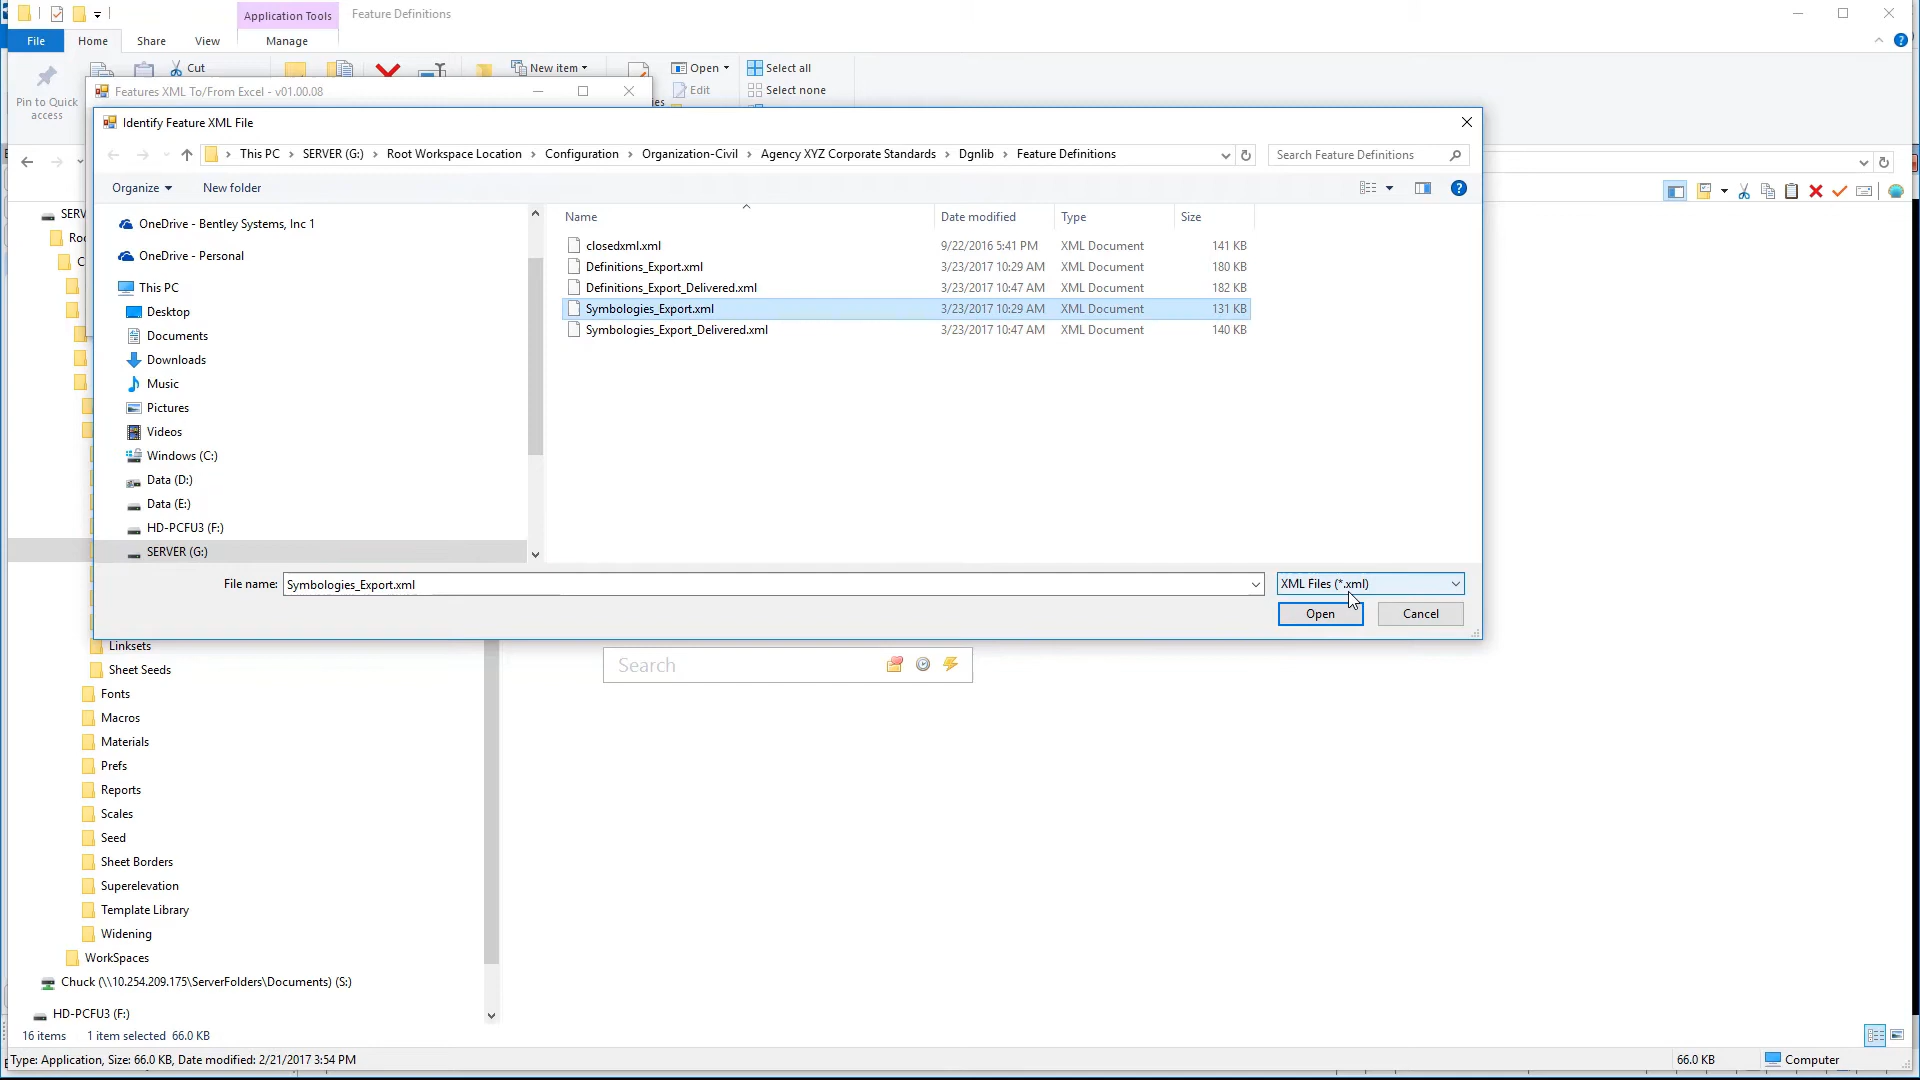 Application Tools Feature Definitions
File Home Share View Manage
Pin to Quick access
Cut New item Open Select all
Edit Select none
Features XML To/From Excel - v01.00.08
Identify Feature XML File
This PC > SERVER (G:) > Root Workspace Location > Configuration > Organization-Civil > Agency XYZ Corporate Standards > Dgnlib > Feature Definitions
Search Feature Definitions
Organize New folder
Name Date modified Type Size
closedxml.xml 9/22/2016 5:41 PM XML Document 141 KB
Definitions_Export.xml 3/23/2017 10:29 AM XML Document 180 KB
Definitions_Export_Delivered.xml 3/23/2017 10:47 AM XML Document 182 KB
Symbologies_Export.xml 3/23/2017 10:29 AM XML Document 131 KB
Symbologies_Export_Delivered.xml 3/23/2017 10:47 AM XML Document 140 KB
OneDrive - Bentley Systems, Inc 1
OneDrive - Personal
This PC
Desktop
Documents
Downloads
Music
Pictures
Videos
Windows (C:)
Data (D:)
Data (E:)
HD-PCFU3 (F:)
SERVER (G:)
File name: Symbologies_Export.xml XML Files (*.xml)
Open Cancel
Search
Linksets
Sheet Seeds
Fonts
Macros
Materials
Prefs
Reports
Scales
Seed
Sheet Borders
Superelevation
Template Library
Widening
WorkSpaces
Chuck (\\10.254.209.175\ServerFolders\Documents) (S:)
HD-PCFU3 (F:)
16 items 1 item selected 66.0 KB
Type: Application, Size: 66.0 KB, Date modified: 2/21/2017 3:54 PM 66.0 KB Computer